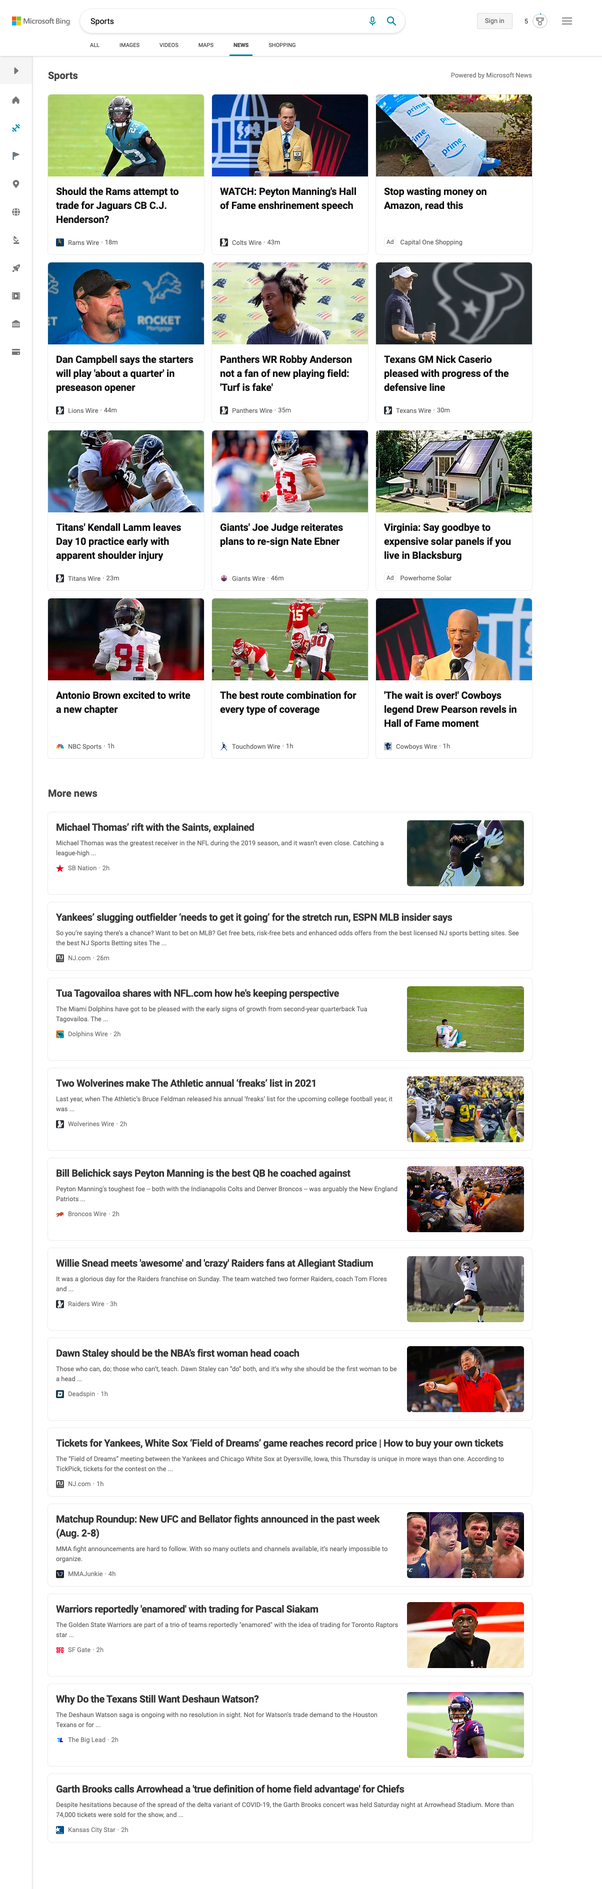 Microsoft Bing
Sports
Sign in
5
ALL
IMAGES
VIDEOS
MAPS
NEWS
SHOPPING
Sports
Powered by Microsoft News
Should the Rams attempt to
trade for Jaguars CB C.J.
Henderson?
Rams Wire · 18m
WATCH: Peyton Manning's Hall
of Fame enshrinement speech
Colts Wire · 43m
prime
prime
prime
Stop wasting money on
Amazon, read this
Ad Capital One Shopping
LIONS
ROCKET
Mortgage
Dan Campbell says the starters
will play 'about a quarter' in
preseason opener
Lions Wire · 44m
Panthers WR Robby Anderson
not a fan of new playing field:
'Turf is fake'
Panthers Wire · 35m
Texans GM Nick Caserio
pleased with progress of the
defensive line
Texans Wire · 30m
Titans' Kendall Lamm leaves
Day 10 practice early with
apparent shoulder injury
Titans Wire · 23m
43
Giants' Joe Judge reiterates
plans to re-sign Nate Ebner
Giants Wire · 46m
Virginia: Say goodbye to
expensive solar panels if you
live in Blacksburg
Ad Powerhome Solar
81
Antonio Brown excited to write
a new chapter
NBC Sports · 1h
15
90
The best route combination for
every type of coverage
Touchdown Wire · 1h
'The wait is over!' Cowboys
legend Drew Pearson revels in
Hall of Fame moment
Cowboys Wire · 1h
More news
Michael Thomas' rift with the Saints, explained
Michael Thomas was the greatest receiver in the NFL during the 2019 season, and it wasn't even close. Catching a
league-high ...
SB Nation · 2h
Yankees' slugging outfielder 'needs to get it going' for the stretch run, ESPN MLB insider says
So you're saying there's a chance? Want to bet on MLB? Get free bets, risk-free bets and enhanced odds offers from the best licensed NJ sports betting sites. See
the best NJ Sports Betting sites The ...
NJ.com · 26m
Tua Tagovailoa shares with NFL.com how he's keeping perspective
The Miami Dolphins have got to be pleased with the early signs of growth from second-year quarterback Tua
Tagovailoa. The ...
Dolphins Wire · 2h
Two Wolverines make The Athletic annual 'freaks' list in 2021
Last year, when The Athletic's Bruce Feldman released his annual 'freaks' list for the upcoming college football year, it
was ...
Wolverines Wire · 2h
97
Bill Belichick says Peyton Manning is the best QB he coached against
Peyton Manning's toughest foe – both with the Indianapolis Colts and Denver Broncos – was arguably the New England
Patriots ...
Broncos Wire · 2h
Willie Snead meets 'awesome' and 'crazy' Raiders fans at Allegiant Stadium
It was a glorious day for the Raiders franchise on Sunday. The team watched two former Raiders, coach Tom Flores
and ...
Raiders Wire · 3h
17
Dawn Staley should be the NBA's first woman head coach
Those who can, do; those who can't, teach. Dawn Staley can "do" both, and it's why she should be the first woman to be
a head ...
Deadspin · 1h
Tickets for Yankees, White Sox 'Field of Dreams' game reaches record price | How to buy your own tickets
The "Field of Dreams" meeting between the Yankees and Chicago White Sox at Dyersville, Iowa, this Thursday is unique in more ways than one. According to
TickPick, tickets for the contest on the ...
NJ.com · 1h
Matchup Roundup: New UFC and Bellator fights announced in the past week
(Aug. 2-8)
MMA fight announcements are hard to follow. With so many outlets and channels available, it's nearly impossible to
organize.
MMAJunkie · 4h
Warriors reportedly 'enamored' with trading for Pascal Siakam
The Golden State Warriors are part of a trio of teams reportedly "enamored" with the idea of trading for Toronto Raptors
star ...
SF Gate · 2h
Why Do the Texans Still Want Deshaun Watson?
The Deshaun Watson saga is ongoing with no resolution in sight. Not for Watson's trade demand to the Houston
Texans or for ...
The Big Lead · 2h
4
Garth Brooks calls Arrowhead a 'true definition of home field advantage' for Chiefs
Despite hesitations because of the spread of the delta variant of COVID-19, the Garth Brooks concert was held Saturday night at Arrowhead Stadium. More than
74,000 tickets were sold for the show, and ...
Kansas City Star · 2h